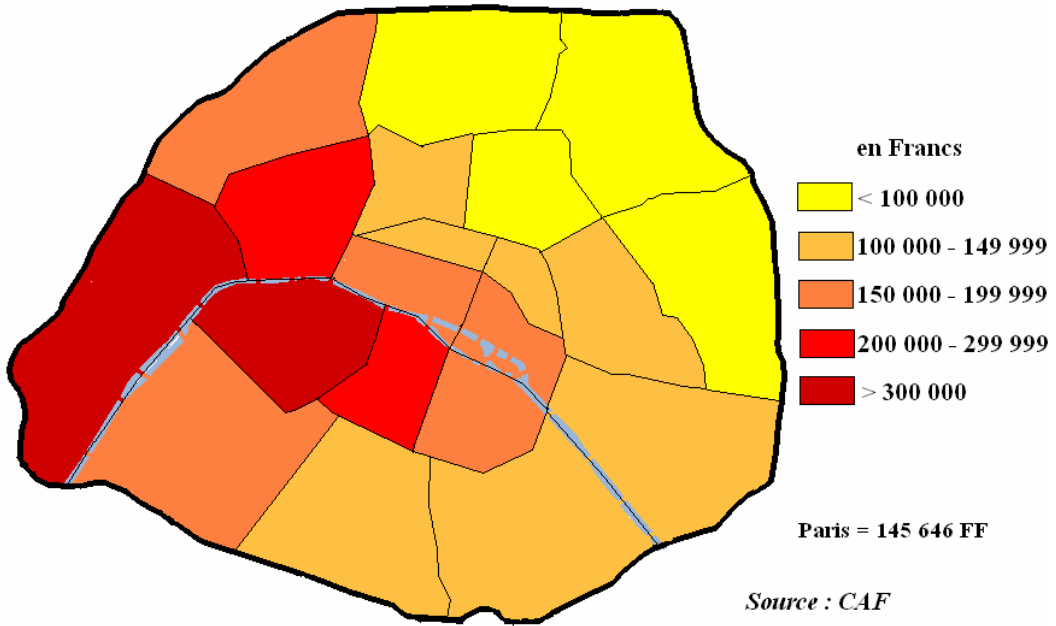 en Francs
< 100 000
100 000 - 149 999
150 000 - 199 999
200 000 - 299 999
> 300 000
Paris = 145 646 FF
Source : CAF